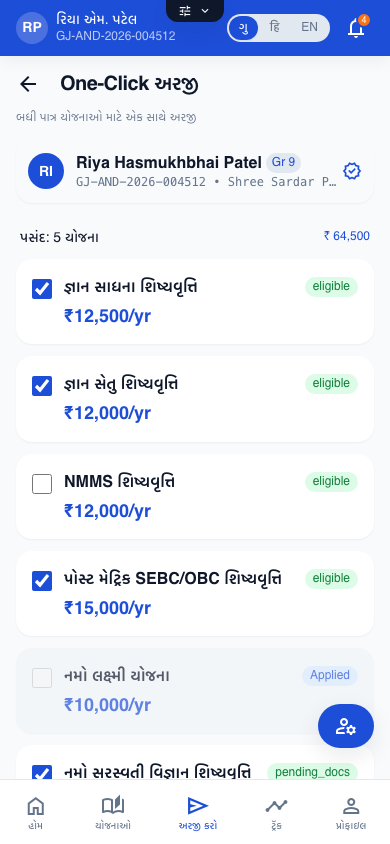 RP
રિયા એમ. પટેલ
GJ-AND-2026-004512
ગુ
हि
EN
4
One-Click અરજી
બધી પાત્ર યોજનાઓ માટે એક સાથે અરજી
RI
Riya Hasmukhbhai Patel
Gr 9
GJ-AND-2026-004512 • Shree Sardar P…
પસંદ: 5 યોજના
₹ 64,500
જ્ઞાન સાધના શિષ્યવૃત્તિ
eligible
₹12,500/yr
જ્ઞાન સેતુ શિષ્યવૃત્તિ
eligible
₹12,000/yr
NMMS શિષ્યવૃત્તિ
eligible
₹12,000/yr
પોસ્ટ મેટ્રિક SEBC/OBC શિષ્યવૃત્તિ
eligible
₹15,000/yr
નમો લક્ષ્મી યોજના
Applied
₹10,000/yr
નમો સરસ્વતી વિજ્ઞાન શિષ્યવૃત્તિ
pending_docs
હોમ
યોજનાઓ
અરજી કરો
ટ્રૅક
પ્રોફાઇલ